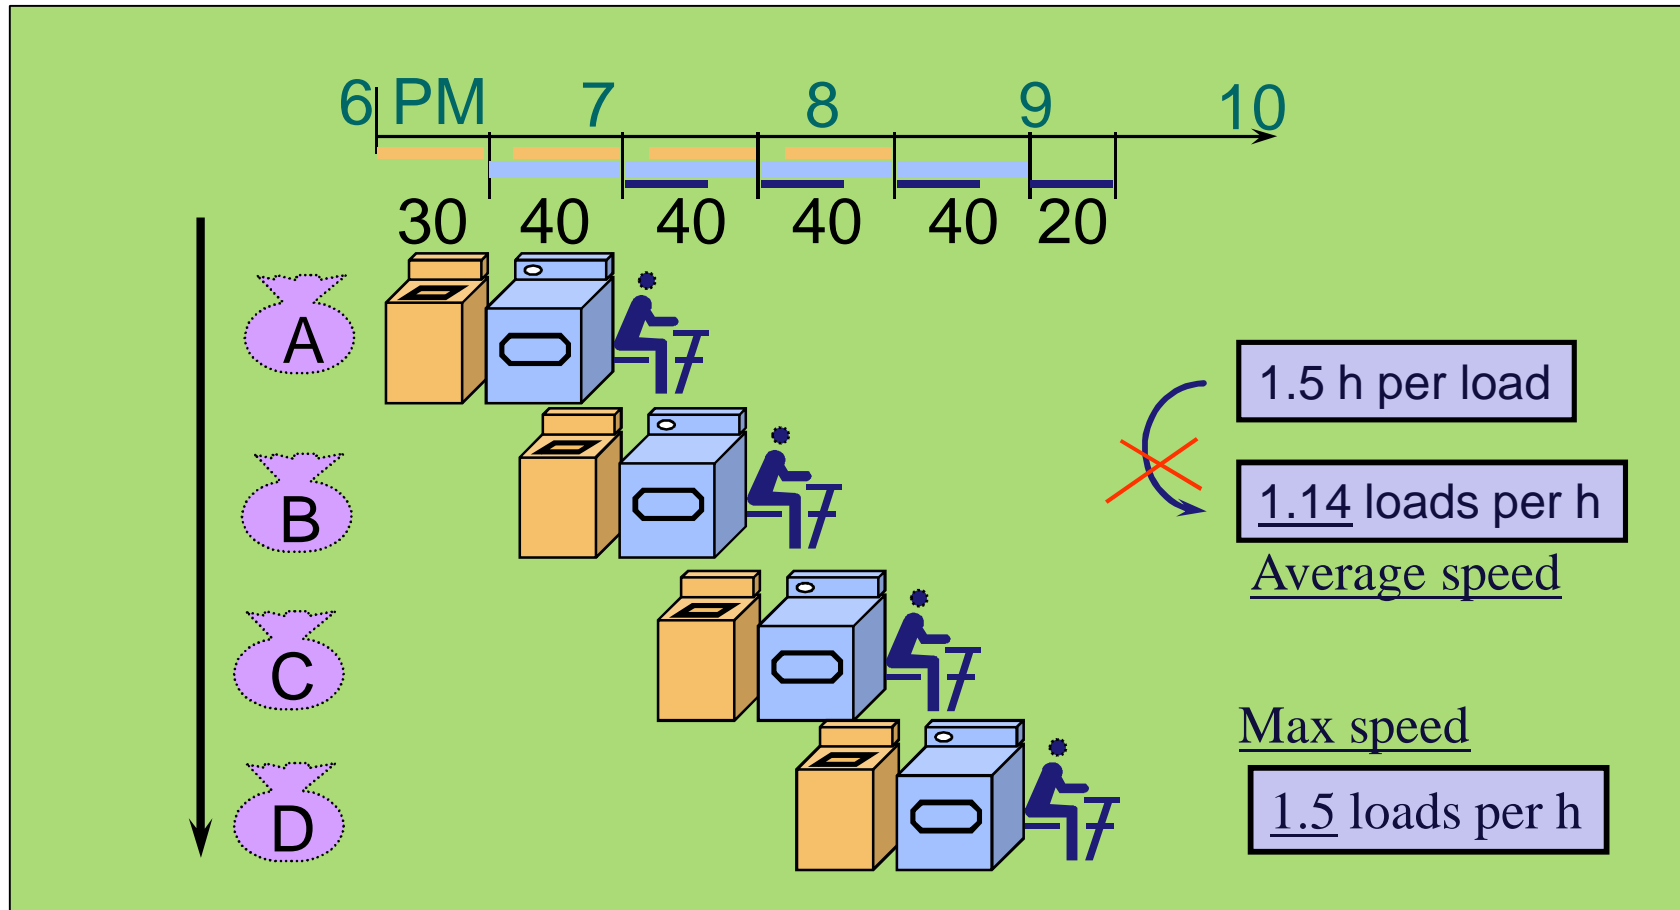 6 PM 7 8 9 10
30 40 40 40 40 20
A
B
C
D
1.5 h per load
1.14 loads per h
Average speed
Max speed
1.5 loads per h